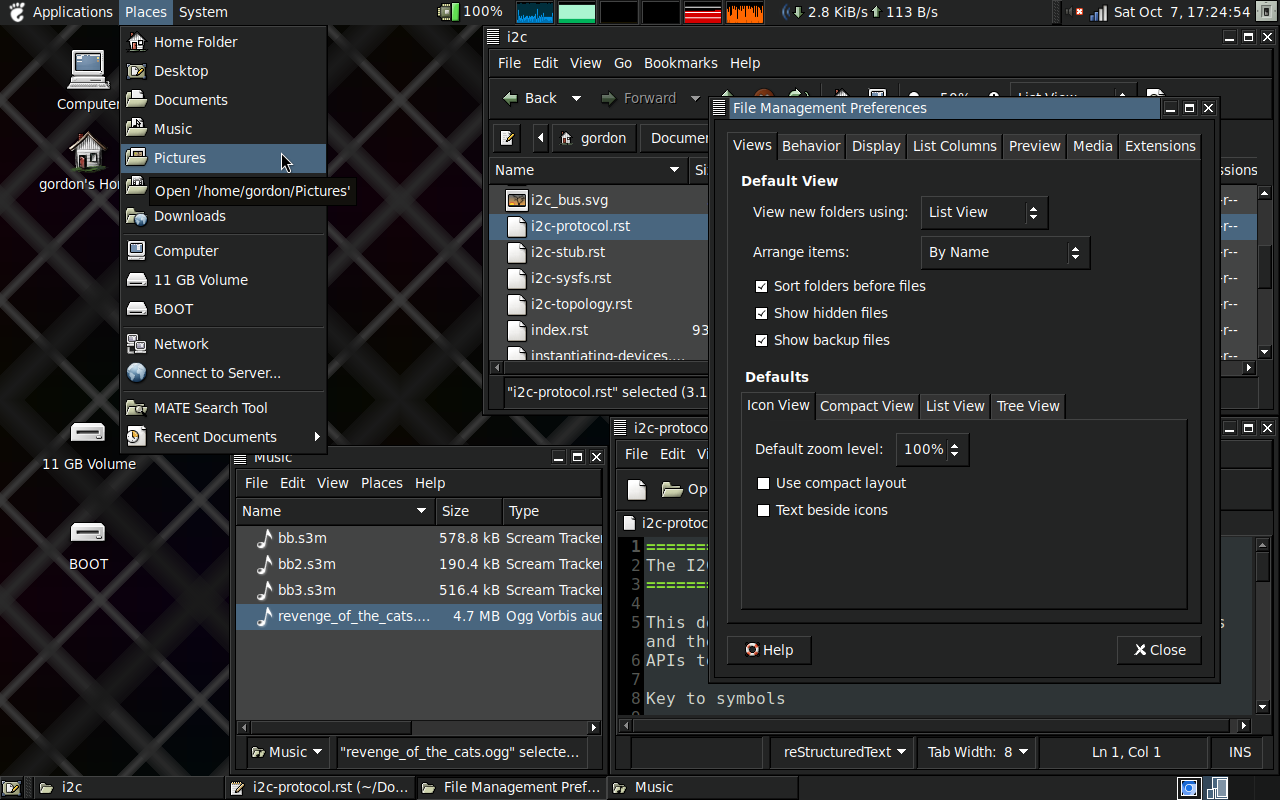 Applications Places System
100%
2.8 KiB/s 113 B/s
Sat Oct 7, 17:24:54
Home Folder
Desktop
Documents
Music
Pictures
Open '/home/gordon/Pictures'
Downloads
Computer
11 GB Volume
BOOT
Network
Connect to Server...
MATE Search Tool
Recent Documents
Computer
gordon's
11 GB Volume
BOOT
i2c
File Edit View Go Bookmarks Help
Back Forward
50% List View
gordon
Name
i2c_bus.svg
i2c-protocol.rst
i2c-stub.rst
i2c-sysfs.rst
i2c-topology.rst
index.rst 93
instantiating-devices....
-r--
-r--
-r--
-r--
-r--
-r--
-r--
"i2c-protocol.rst" selected (3.1
File Management Preferences
Views Behavior Display List Columns Preview Media Extensions
Default View
View new folders using: List View
Arrange items: By Name
Sort folders before files
Show hidden files
Show backup files
Defaults
Icon View Compact View List View Tree View
Default zoom level: 100%
Use compact layout
Text beside icons
Help Close
Music
File Edit View Places Help
Name Size Type
bb.s3m 578.8 kB Scream Tracker
bb2.s3m 190.4 kB Scream Tracker
bb3.s3m 516.4 kB Scream Tracker
revenge_of_the_cats.... 4.7 MB Ogg Vorbis
Music "revenge_of_the_cats.ogg" selecte...
i2c-protoco
File Edit
i2c-protoc
1 ========
2 The
3 ========
4
5 This
and
6 APIs
7
8 Key to symbols
reStructuredText Tab Width: 8 Ln 1, Col 1 INS
i2c
i2c-protocol.rst (~/Do...
File Management Pref...
Music